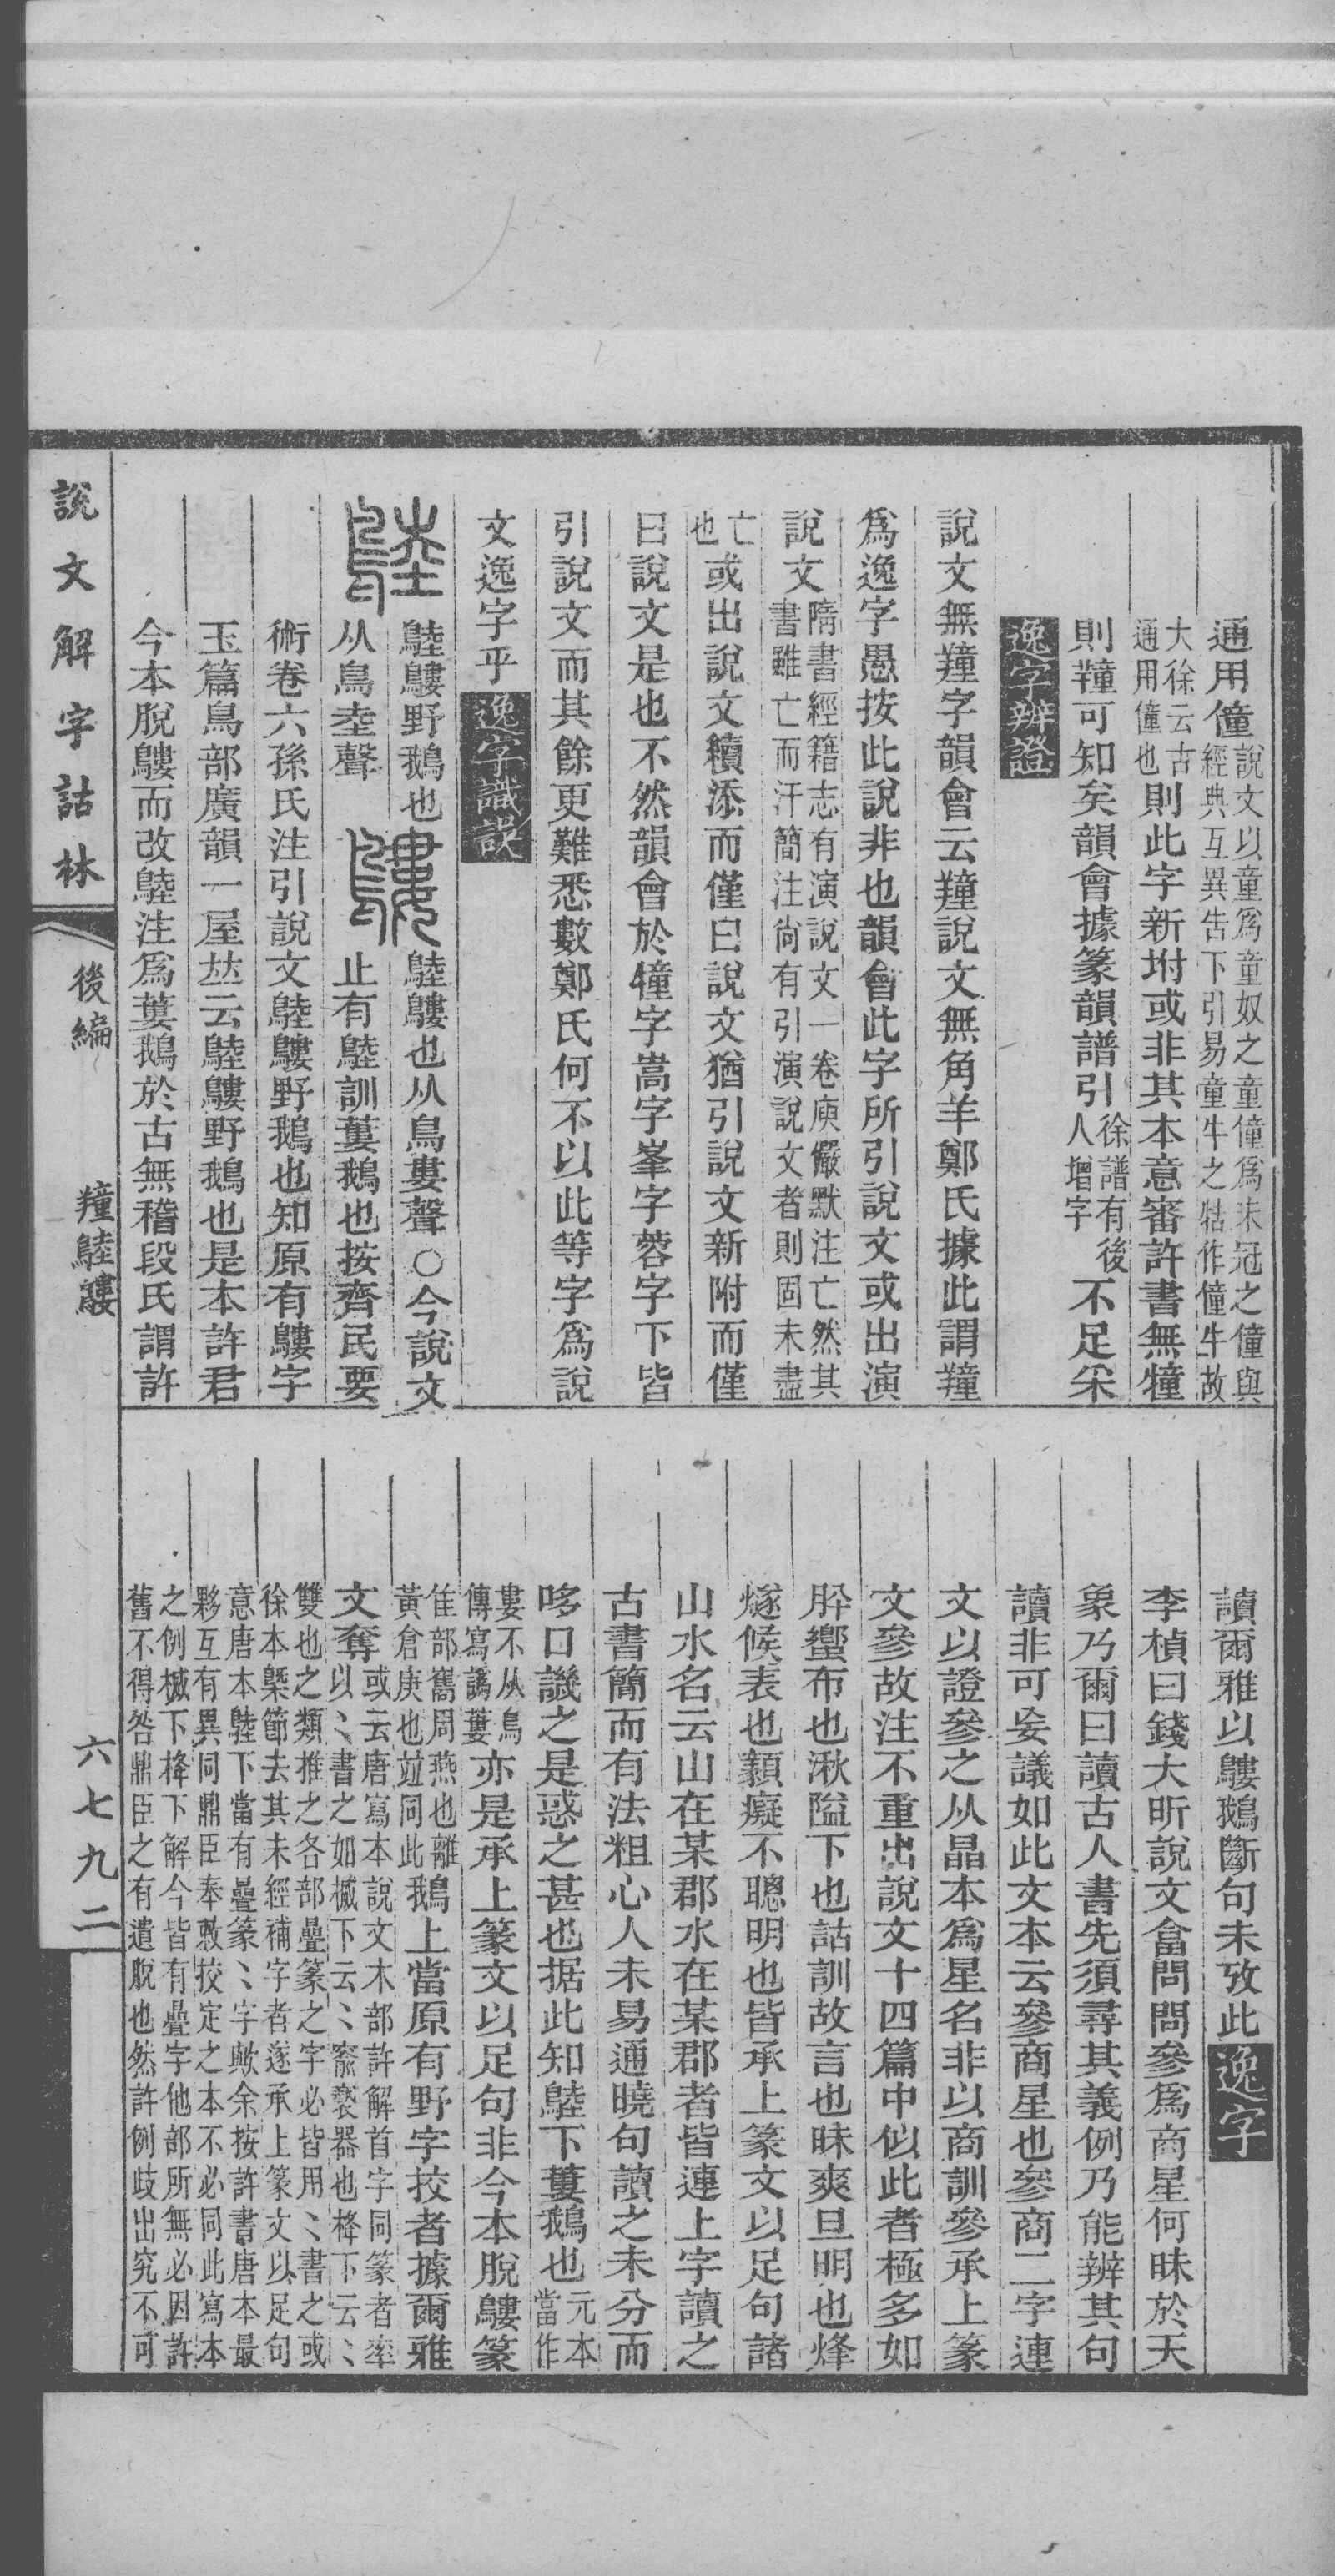 通用僮說文以童爲童奴之童僮爲未冠之僮與經典互異告下引易童牛之牿作僮牛故
大徐云古通用僮也則此字新坿或非其本意審許書無犝
則䍶可知矣韻會據篆韻譜引徐譜有後人增字不足采
逸字辨證
說文無䍶字韻會云䍶說文無角羊鄭氏據此謂䍶
爲逸字愚按此說非也韻會此字所引說文或出演
說文隋書經籍志有演說文一卷庾儼默注亡然其書雖亡而汗簡注尚有引演說文者則固未盡
亡也或出說文續添而僅曰說文猶引說文新附而僅
曰說文是也不然韻會於犝字嵩字峯字蓉字下皆
引說文而其餘更難悉數鄭氏何不以此等字爲說
文逸字乎逸字識誤
鯥鷜野鵝也
从鳥坴聲
鵱鷜也从鳥婁聲○今說文
止有鵱訓蔞鵝也按齊民要
術卷六孫氏注引說文鵱鷜野鵝也知原有鷜字
玉篇鳥部廣韻一屋竝云鵱鷜野鵝也是本許君
今本脫鷜而改鵱注爲蔞鵝於古無稽段氏謂許
讀爾雅以鷜鵝斷句未攷此逸字
李楨曰錢大昕說文畣問問參爲商星何昧於天
象乃爾曰讀古人書先須尋其義例乃能辨其句
讀非可妄議如此文本云參商星也參商二字連
文以證參之从晶本爲星名非以商訓參承上篆
文參故注不重出說文十四篇中似此者極多如
肸蠁布也湫隘下也詁訓故言也昧爽旦明也烽
燧候表也顡癡不聰明也皆承上篆文以足句諸
山水名云山在某郡水在某郡者皆連上字讀之
古書簡而有法粗心人未易通曉句讀之未分而
哆口譏之是惑之甚也据此知鵱下蔞鵝也元本當作
婁不从鳥傳寫譌蔞亦是承上篆文以足句非今本脫鷜篆
隹部巂周燕也離黃倉庚也竝同此鵝上當原有野字挍者據爾雅
文奪或云唐寫本說文木部許解首字同篆者率以丶書之如槭下云丶窬褻器也桻下云丶
雙也之類推之各部疊篆之字必皆用丶書之或徐本槩節去其未經補字者遂承上篆文以足句
意唐本鵱下當有疊篆丶字歟余按許書唐本最夥互有異同鼎臣奉敕挍定之本不必同此寫本
之例槭下桻下解今皆有疊字他部所無必因許舊不得咎鼎臣之有遺脫也然許例歧出究不可
說文解字詁林
後編
䍶鵱鷜
六七九二